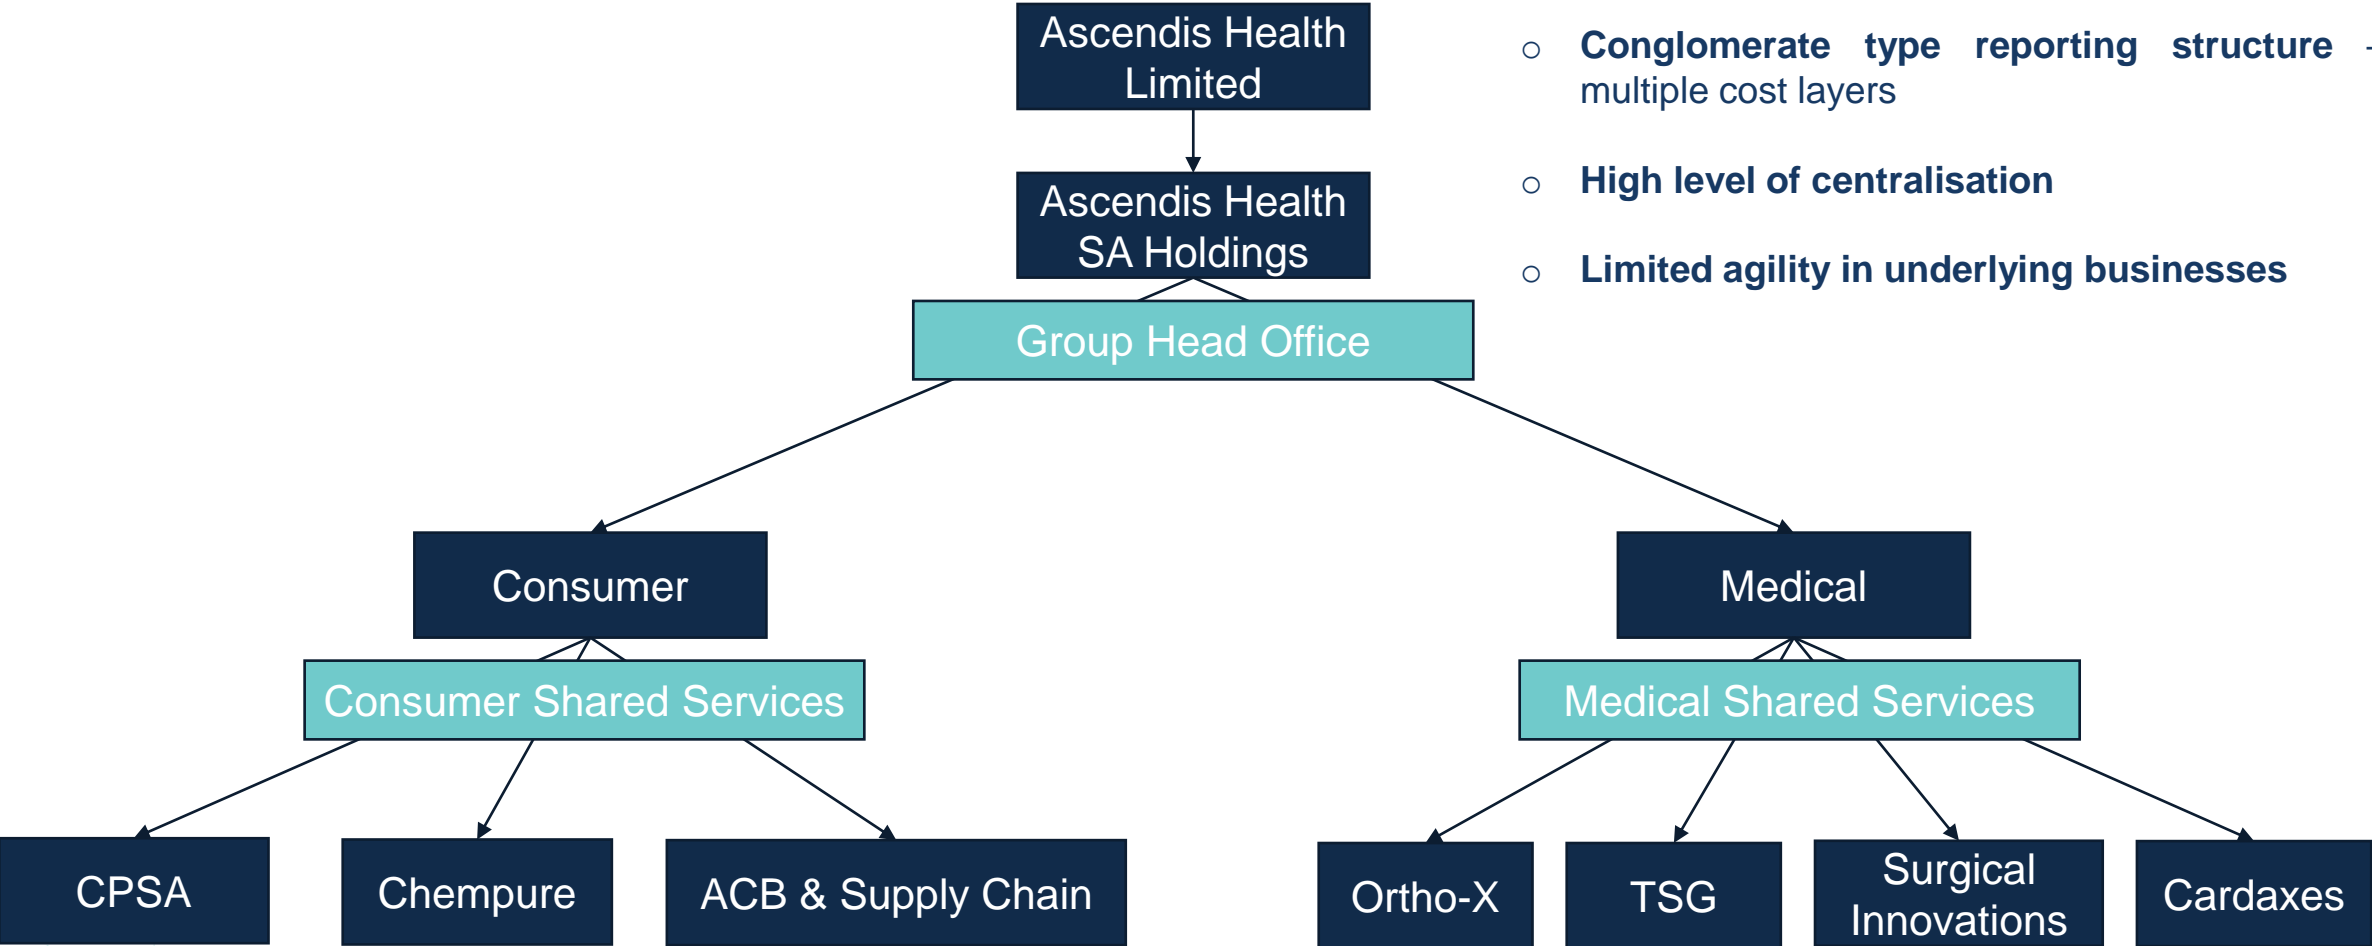 Ascendis Health
Limited
○ Conglomerate type reporting structure -
multiple cost layers
Ascendis Health
SA Holdings
○ High level of centralisation
○ Limited agility in underlying businesses
Group Head Office
Consumer
Medical
Consumer Shared Services
Medical Shared Services
CPSA
Chempure
ACB & Supply Chain
Ortho-X
TSG
Surgical
Innovations
Cardaxes